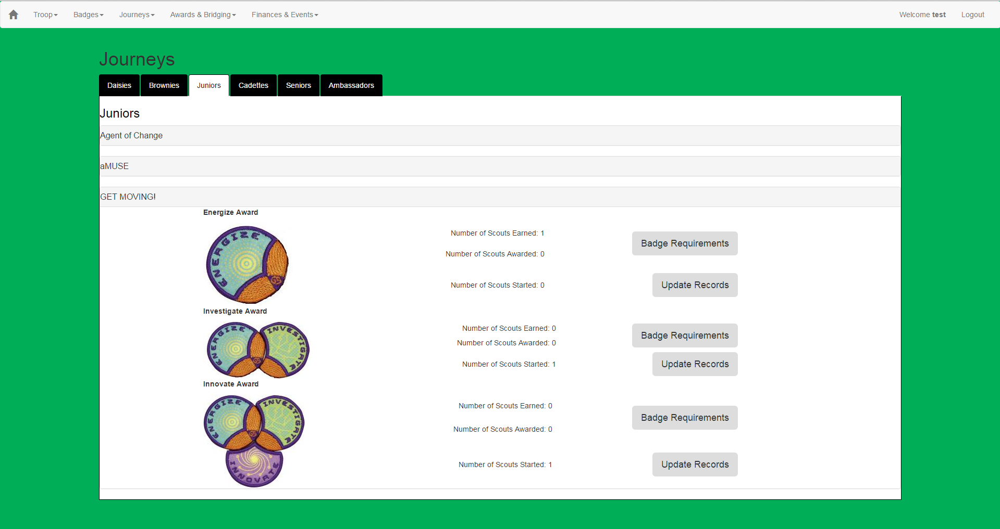 Troop Badges Journeys Awards & Bridging Finances & Events Welcome test Logout
Journeys
Daisies Brownies Juniors Cadettes Seniors Ambassadors
Juniors
Agent of Change
aMUSE
GET MOVING!
Energize Award
ENERGIZE
GS
Number of Scouts Earned: 1
Badge Requirements
Number of Scouts Awarded: 0
Number of Scouts Started: 0
Update Records
Investigate Award
ENERGIZE
INVESTIGATE
GS
Number of Scouts Earned: 0
Badge Requirements
Number of Scouts Awarded: 0
Number of Scouts Started: 1
Update Records
Innovate Award
ENERGIZE
INVESTIGATE
GS
INNOVATE
Number of Scouts Earned: 0
Badge Requirements
Number of Scouts Awarded: 0
Number of Scouts Started: 1
Update Records